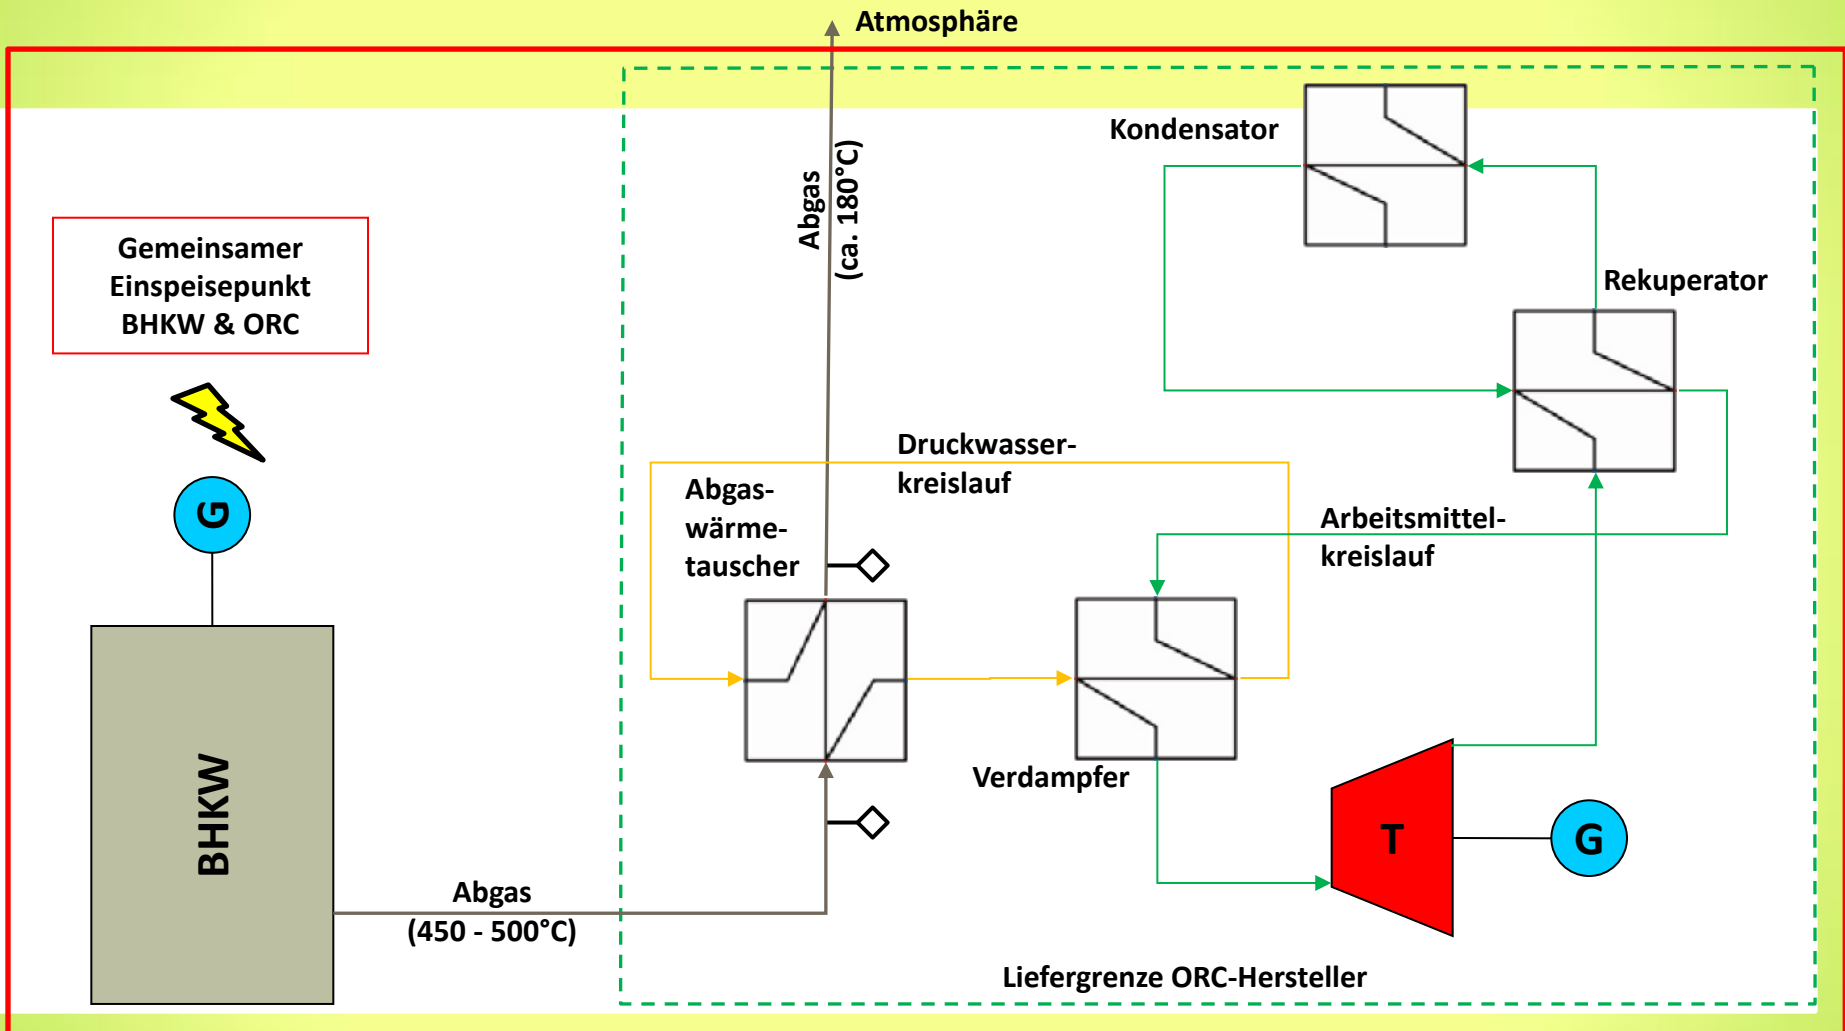 Atmosphäre
Kondensator
Abgas
(ca. 180°C)
Gemeinsamer
Einspeisepunkt
BHKW & ORC
Rekuperator
Druckwasser-
kreislauf
Abgas-
wärme-
tauscher
G
Arbeitsmittel-
kreislauf
Verdampfer
BHKW
T
G
Abgas
(450 - 500°C)
Liefergrenze ORC-Hersteller